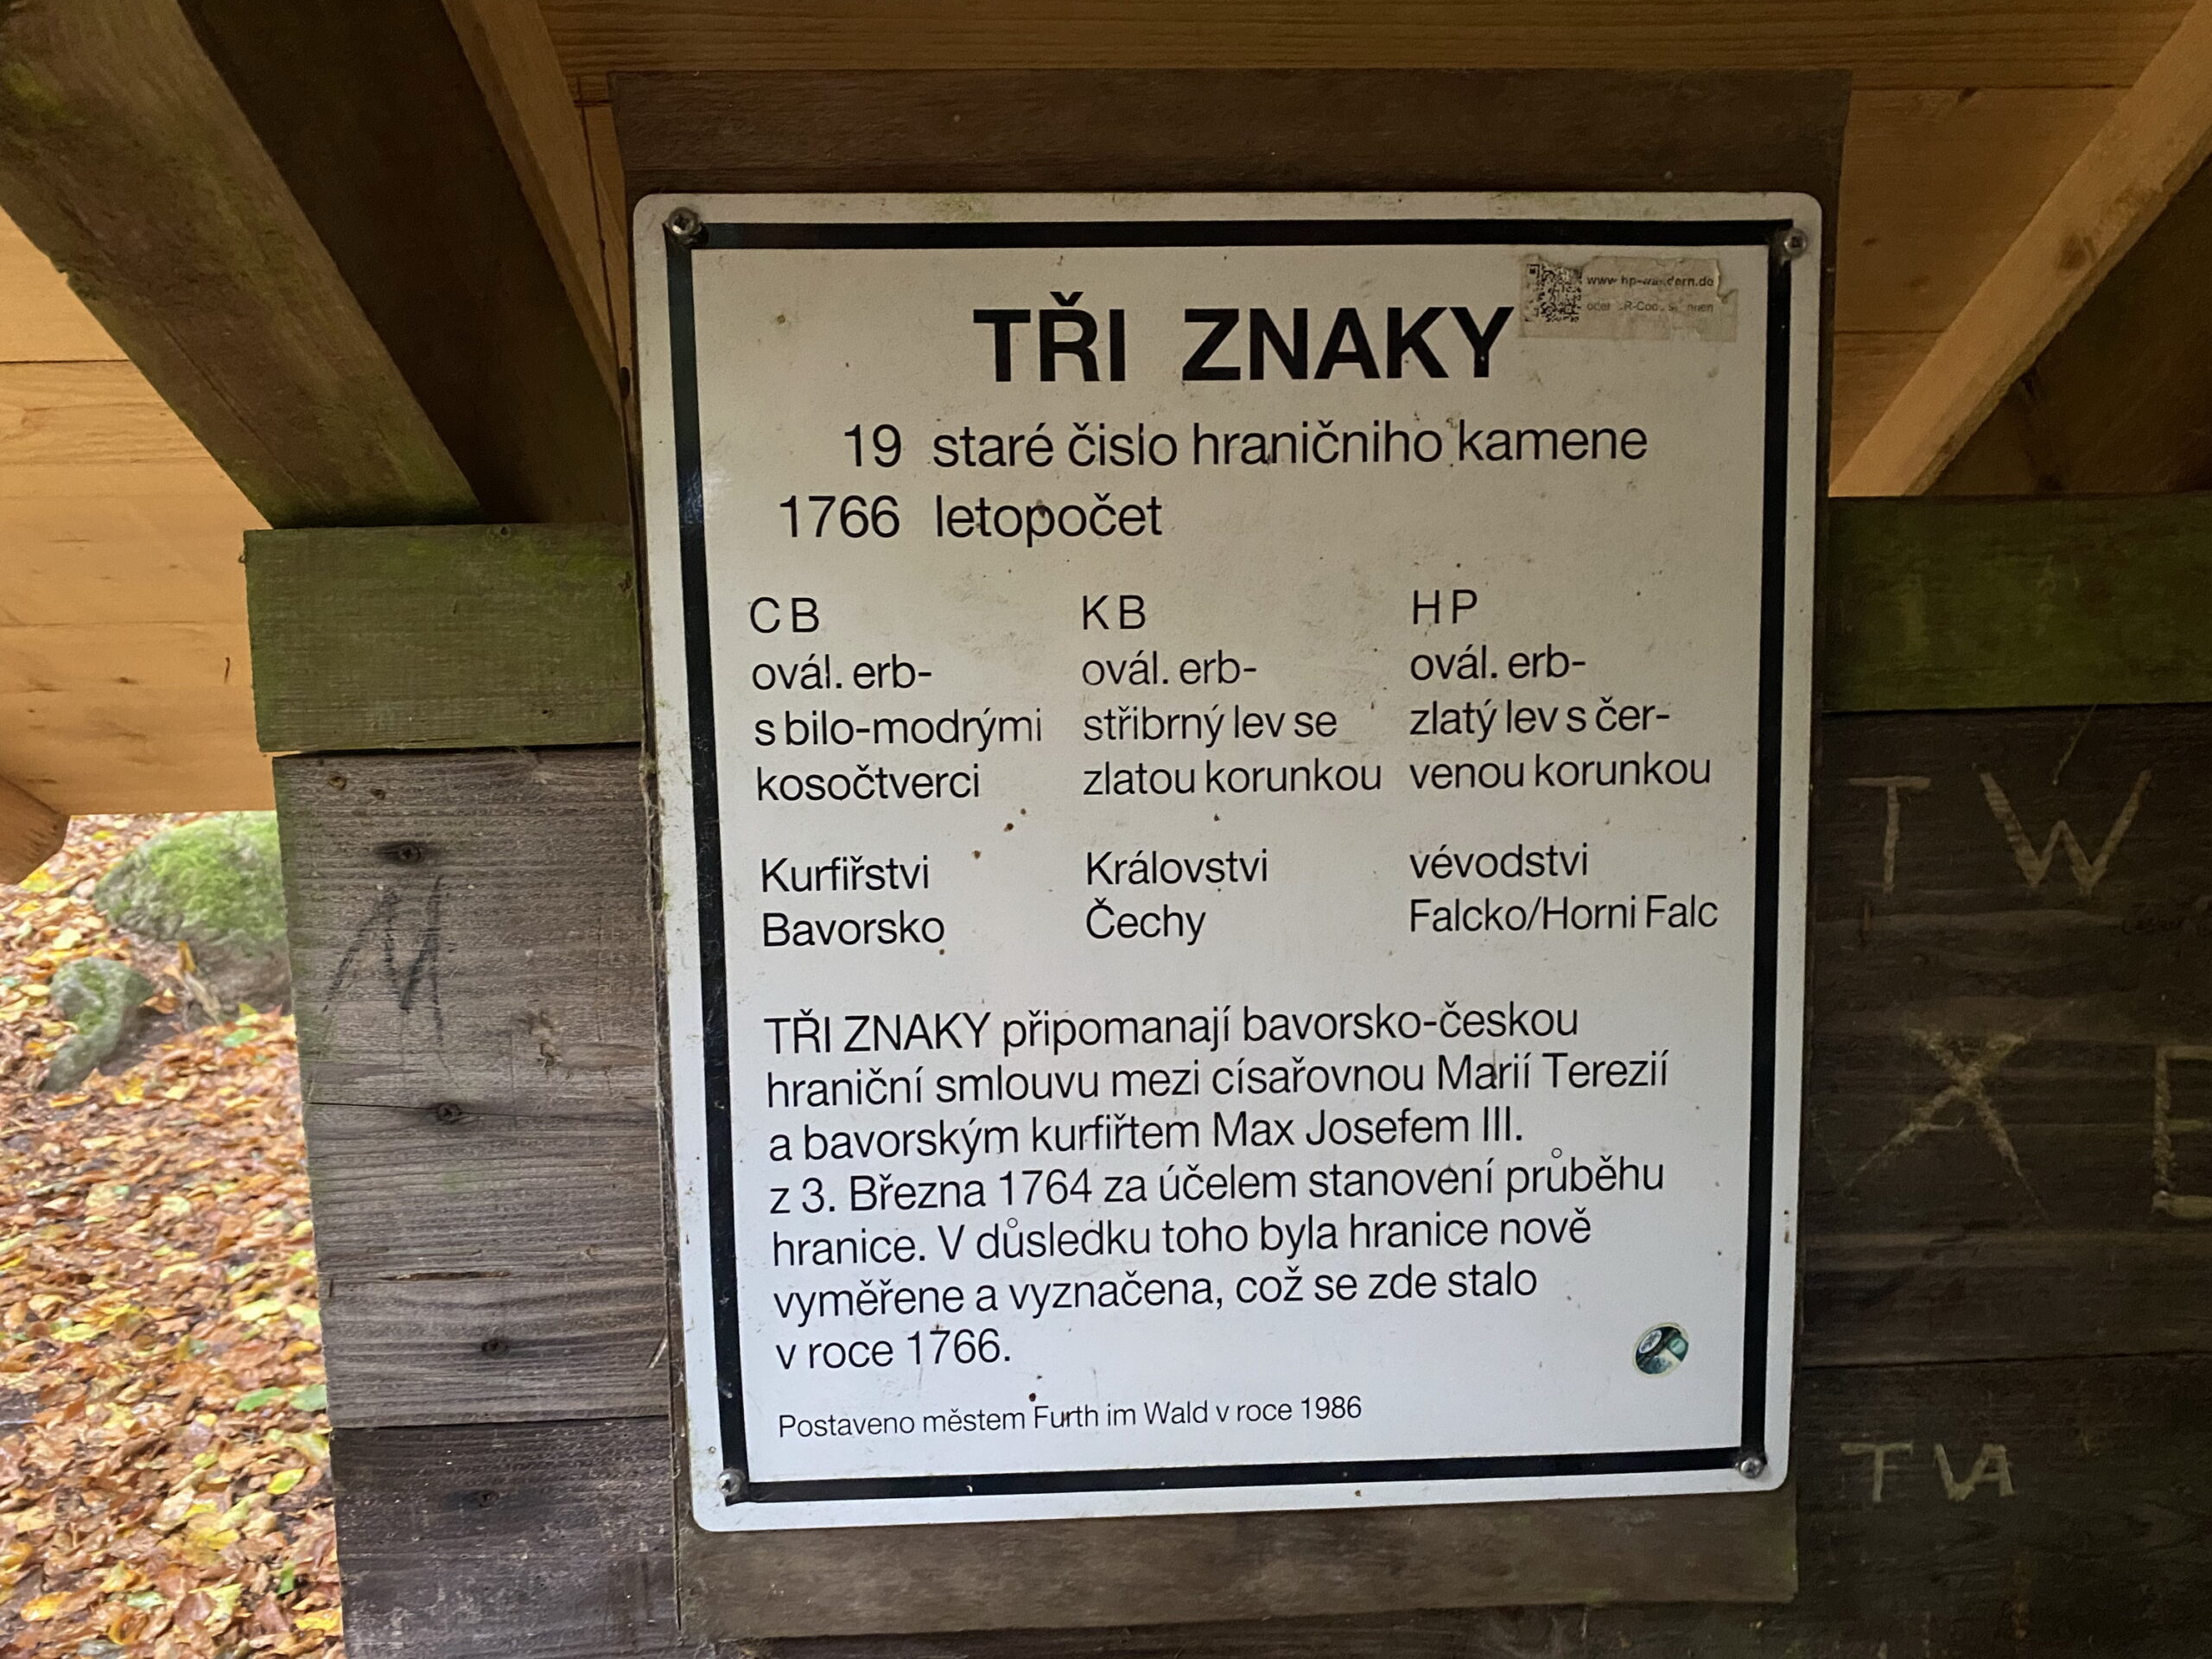 TŘI ZNAKY
19 staré čislo hraničniho kamene
1766 letopočet
C B
ovál. erb-
s bilo-modrými
kosočtverci
Kurfiřstvi
Bavorsko
K B
ovál. erb-
střibrný lev se
zlatou korunkou
Královstvi
Čechy
H P
ovál. erb-
zlatý lev s čer-
venou korunkou
vévodstvi
Falcko/Horni Falc
TŘI ZNAKY připomanají bavorsko-českou
hraniční smlouvu mezi císařovnou Marií Terezií
a bavorským kurfiřtem Max Josefem III.
z 3. Března 1764 za účelem stanovení průběhu
hranice. V důsledku toho byla hranice nově
vyměřene a vyznačena, což se zde stalo
v roce 1766.
Postaveno městem Furth im Wald v roce 1986
T W
X E
T VA